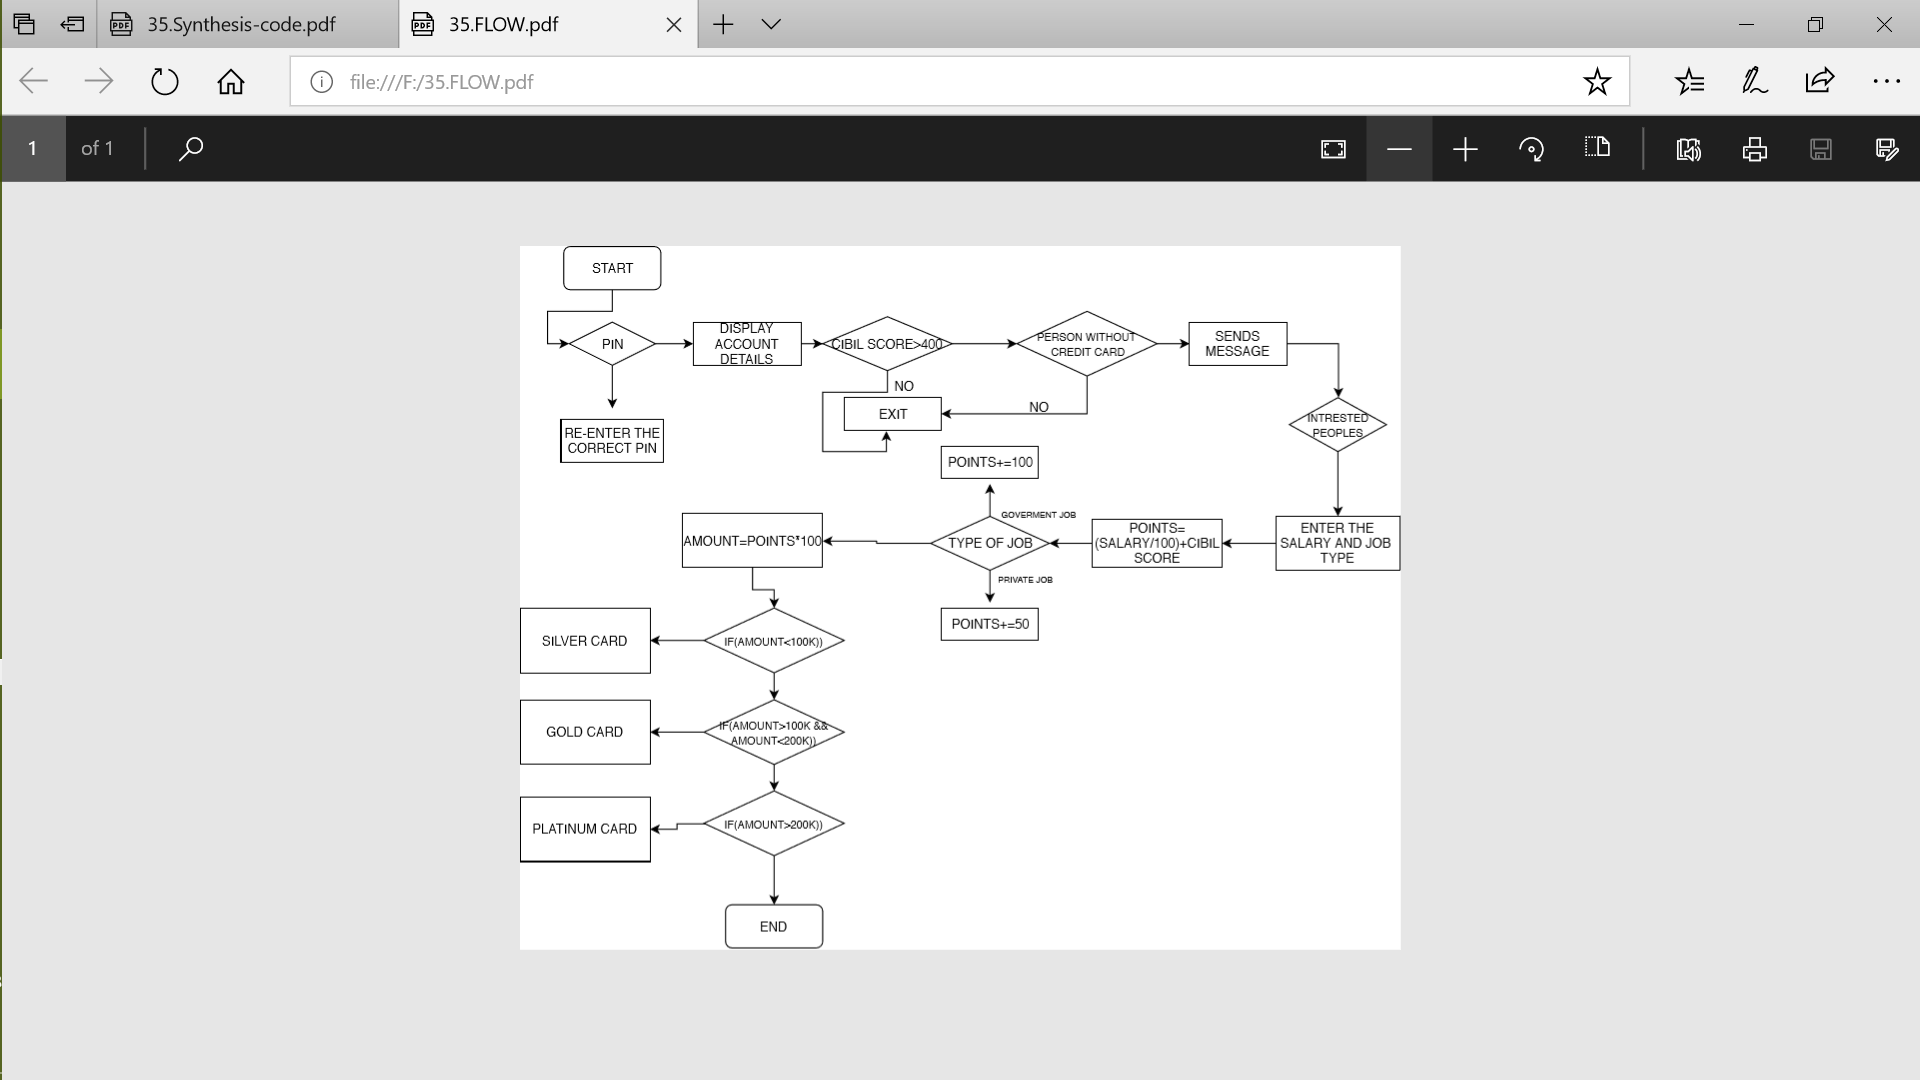 35.Synthesis-code.pdf
35.FLOW.pdf
file:///F:/35.FLOW.pdf
1
of 1
START
PIN
DISPLAY
ACCOUNT
DETAILS
CIBIL SCORE>400
PERSON WITHOUT
CREDIT CARD
SENDS
MESSAGE
NO
EXIT
NO
INTRESTED
PEOPLES
RE-ENTER THE
CORRECT PIN
POINTS+=100
GOVERMENT JOB
AMOUNT=POINTS*100
TYPE OF JOB
POINTS=
(SALARY/100)+CIBIL
SCORE
ENTER THE
SALARY AND JOB
TYPE
PRIVATE JOB
POINTS+=50
SILVER CARD
IF(AMOUNT<100K))
GOLD CARD
IF(AMOUNT>100K &&
AMOUNT<200K))
PLATINUM CARD
IF(AMOUNT>200K))
END